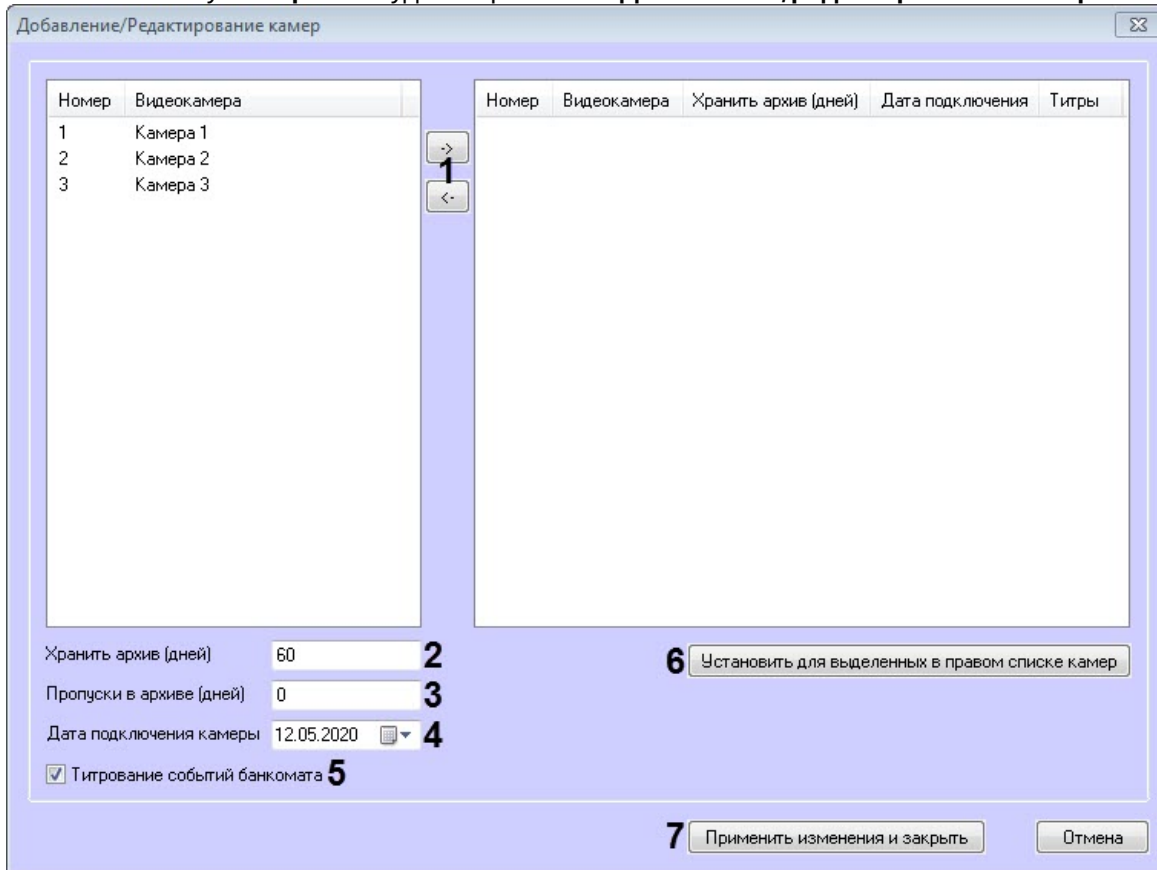 Добавление/Редактирование камер
Номер Видеокамера
1 Камера 1
2 Камера 2
3 Камера 3
->
1
<-
Номер Видеокамера Хранить архив (дней) Дата подключения Титры
Хранить архив (дней) 60 2
Пропуски в архиве (дней) 0 3
Дата подключения камеры 12.05.2020 4
Титрование событий банкомата 5
6 Установить для выделенных в правом списке камер
7 Применить изменения и закрыть
Отмена